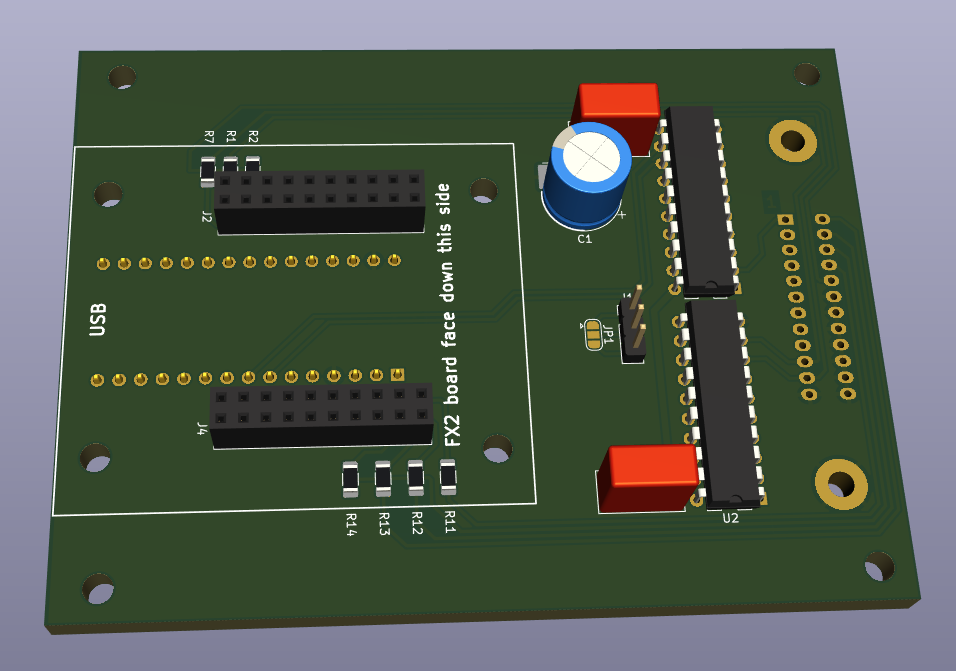 R7
R1
R2
J2
USB
FX2 board face down this side
J4
R14
R13
R12
R11
C1
+
JP1
U2